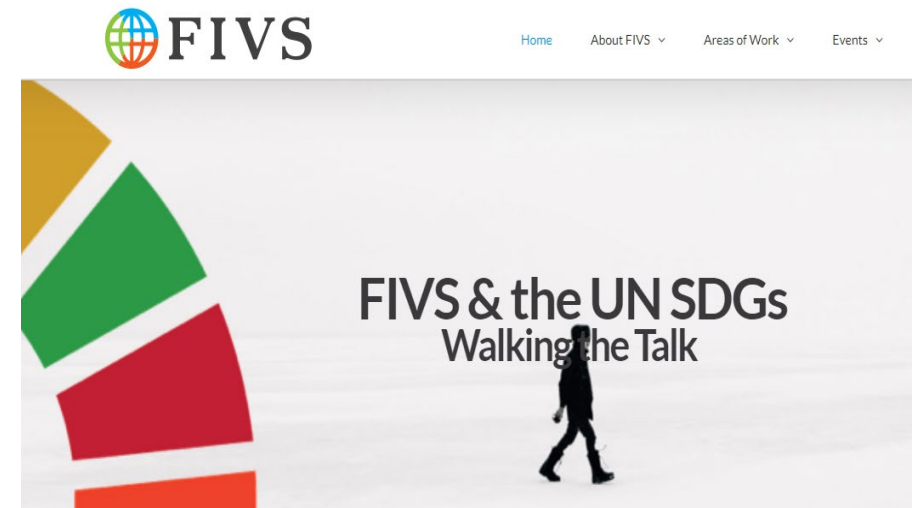 FIVS
Home About FIVS Areas of Work Events
FIVS & the UN SDGs
Walking the Talk